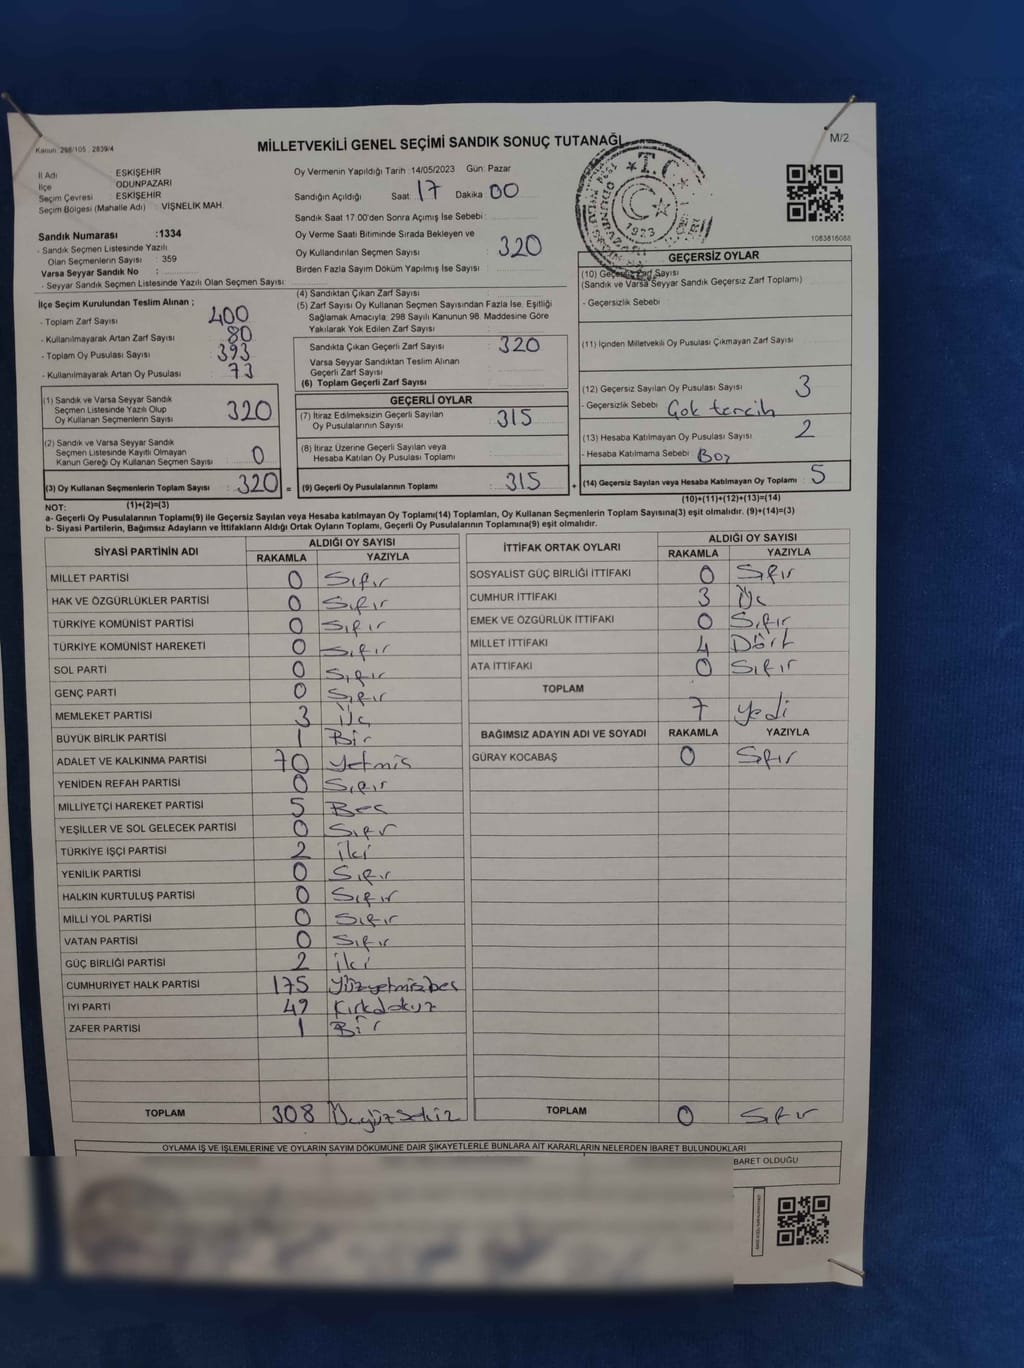 Kanun: 298/105 : 2839/4
MİLLETVEKİLİ GENEL SEÇİMİ SANDIK SONUÇ TUTANAĞI
M/2
İl Adı ESKİŞEHİR
İlçe ODUNPAZARI
Seçim Çevresi ESKİŞEHİR
Seçim Bölgesi (Mahalle Adı) : VİŞNELİK MAH.
Sandık Numarası :1334
- Sandık Seçmen Listesinde Yazılı
Olan Seçmenlerin Sayısı : 359
Varsa Seyyar Sandık No :
- Seyyar Sandık Seçmen Listesinde Yazılı Olan Seçmen Sayısı:
İlçe Seçim Kurulundan Teslim Alınan ;
- Toplam Zarf Sayısı 400
- Kullanılmayarak Artan Zarf Sayısı 80
- Toplam Oy Pusulası Sayısı 393
- Kullanılmayarak Artan Oy Pusulası 73
(1) Sandık ve Varsa Seyyar Sandık
Seçmen Listesinde Yazılı Olup
Oy Kullanan Seçmenlerin Sayısı 320
(2) Sandık ve Varsa Seyyar Sandık
Seçmen Listesinde Kayıtlı Olmayan
Kanun Gereği Oy Kullanan Seçmen Sayısı 0
(3) Oy Kullanan Seçmenlerin Toplam Sayısı : 320 =
(1)+(2)=(3)
Oy Vermenin Yapıldığı Tarih :14/05/2023 Gün: Pazar
Sandığın Açıldığı Saat: 17 Dakika 00
Sandık Saat 17:00'den Sonra Açımış İse Sebebi :
Oy Verme Saati Bitiminde Sırada Bekleyen ve
Oy Kullandırılan Seçmen Sayısı : 320
Birden Fazla Sayım Döküm Yapılmış İse Sayısı :
(4) Sandıktan Çıkan Zarf Sayısı :
(5) Zarf Sayısı Oy Kullanan Seçmen Sayısından Fazla İse, Eşitliği
Sağlamak Amacıyla; 298 Sayılı Kanunun 98. Maddesine Göre
Yakılarak Yok Edilen Zarf Sayısı :
Sandıkta Çıkan Geçerli Zarf Sayısı : 320
Varsa Seyyar Sandıktan Teslim Alınan
Geçerli Zarf Sayısı
(6) Toplam Geçerli Zarf Sayısı
GEÇERLİ OYLAR
(7) İtiraz Edilmeksizin Geçerli Sayılan
Oy Pusulalarının Sayısı : 315
(8) İtiraz Üzerine Geçerli Sayılan veya
Hesaba Katılan Oy Pusulası Toplamı :
(9) Geçerli Oy Pusulalarının Toplamı : 315 +
T.C.
1923
1083816088
GEÇERSİZ OYLAR
(10) Geçersiz Zarf Sayısı
(Sandık ve Varsa Seyyar Sandık Geçersiz Zarf Toplamı)
- Geçersizlik Sebebi
(11) İçinden Milletvekili Oy Pusulası Çıkmayan Zarf Sayısı
(12) Geçersiz Sayılan Oy Pusulası Sayısı 3
- Geçersizlik Sebebi Çok tercih
(13) Hesaba Katılmayan Oy Pusulası Sayısı 2
- Hesaba Katılmama Sebebi Boş
(14) Geçersiz Sayılan veya Hesaba Katılmayan Oy Toplamı : 5
(10)+(11)+(12)+(13)=(14)
NOT:
a- Geçerli Oy Pusulalarının Toplamı(9) ile Geçersiz Sayılan veya Hesaba katılmayan Oy Toplamı(14) Toplamları, Oy Kullanan Seçmenlerin Toplam Sayısına(3) eşit olmalıdır. (9)+(14)=(3)
b- Siyasi Partilerin, Bağımsız Adayların ve İttifakların Aldığı Ortak Oyların Toplamı, Geçerli Oy Pusulalarının Toplamına(9) eşit olmalıdır.
SİYASİ PARTİNİN ADI ALDIĞI OY SAYISI
RAKAMLA YAZIYLA
MİLLET PARTİSİ 0 Sıfır
HAK VE ÖZGÜRLÜKLER PARTİSİ 0 Sıfır
TÜRKİYE KOMÜNİST PARTİSİ 0 Sıfır
TÜRKİYE KOMÜNİST HAREKETİ 0 Sıfır
SOL PARTİ 0 Sıfır
GENÇ PARTİ 0 Sıfır
MEMLEKET PARTİSİ 3 Üç
BÜYÜK BİRLİK PARTİSİ 1 Bir
ADALET VE KALKINMA PARTİSİ 70 Yetmiş
YENİDEN REFAH PARTİSİ 0 Sıfır
MİLLİYETÇİ HAREKET PARTİSİ 5 Beş
YEŞİLLER VE SOL GELECEK PARTİSİ 0 Sıfır
TÜRKİYE İŞÇİ PARTİSİ 2 İki
YENİLİK PARTİSİ 0 Sıfır
HALKIN KURTULUŞ PARTİSİ 0 Sıfır
MİLLİ YOL PARTİSİ 0 Sıfır
VATAN PARTİSİ 0 Sıfır
GÜÇ BİRLİĞİ PARTİSİ 2 İki
CUMHURİYET HALK PARTİSİ 175 Yüzyetmişbeş
İYİ PARTİ 49 Kırkdokuz
ZAFER PARTİSİ 1 Bir
TOPLAM 308 Üçyüzsekiz
İTTİFAK ORTAK OYLARI ALDIĞI OY SAYISI
RAKAMLA YAZIYLA
SOSYALİST GÜÇ BİRLİĞİ İTTİFAKI 0 Sıfır
CUMHUR İTTİFAKI 3 Üç
EMEK VE ÖZGÜRLÜK İTTİFAKI 0 Sıfır
MİLLET İTTİFAKI 4 Dört
ATA İTTİFAKI 0 Sıfır
TOPLAM 7 Yedi
BAĞIMSIZ ADAYIN ADI VE SOYADI RAKAMLA YAZIYLA
GÜRAY KOCABAŞ 0 Sıfır
TOPLAM 0 Sıfır
OYLAMA İŞ VE İŞLEMLERİNE VE OYLARIN SAYIM DÖKÜMÜNE DAİR ŞİKAYETLERLE BUNLARA AİT KARARLARIN NELERDEN İBARET BULUNDUKLARI
BARET OLDUĞU